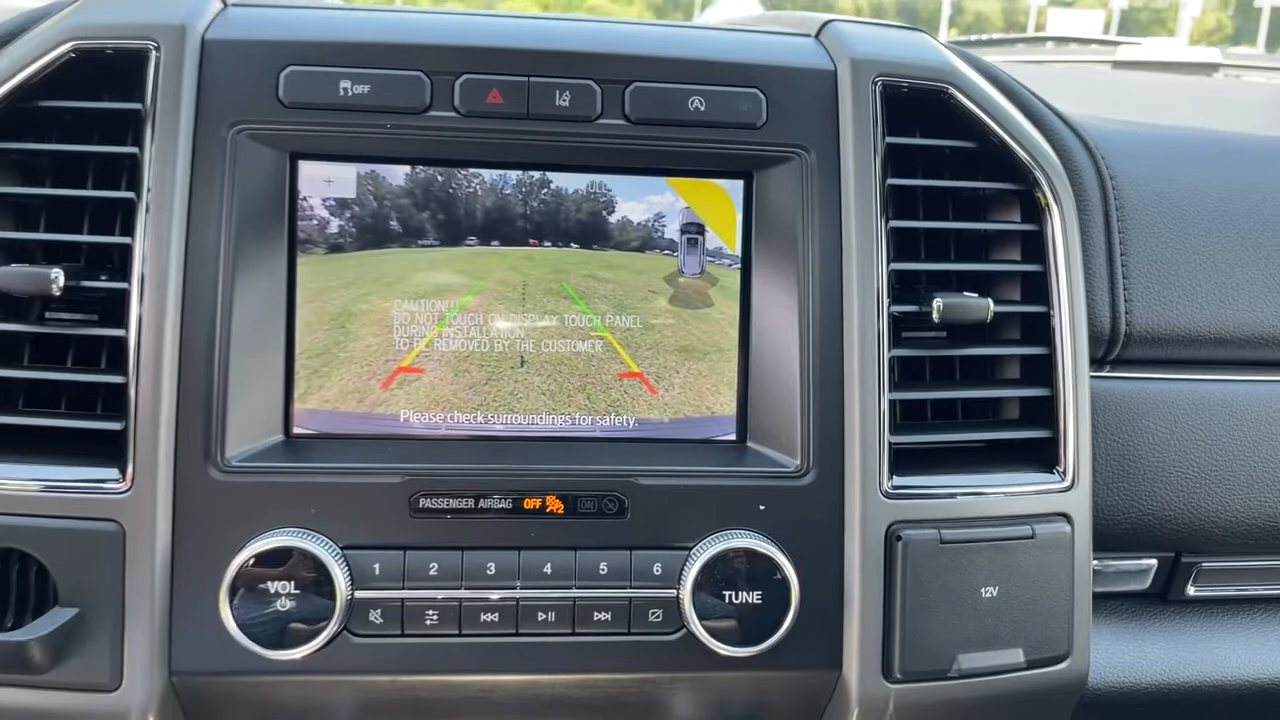 OFF
A
CAUTION!!!
DO NOT TOUCH ON DISPLAY TOUCH PANEL
DURING INSTALLATION
TO BE REMOVED BY THE CUSTOMER
Please check surroundings for safety.
PASSENGER AIRBAG OFF 2 ON
VOL
1 2 3 4 5 6
TUNE
12V